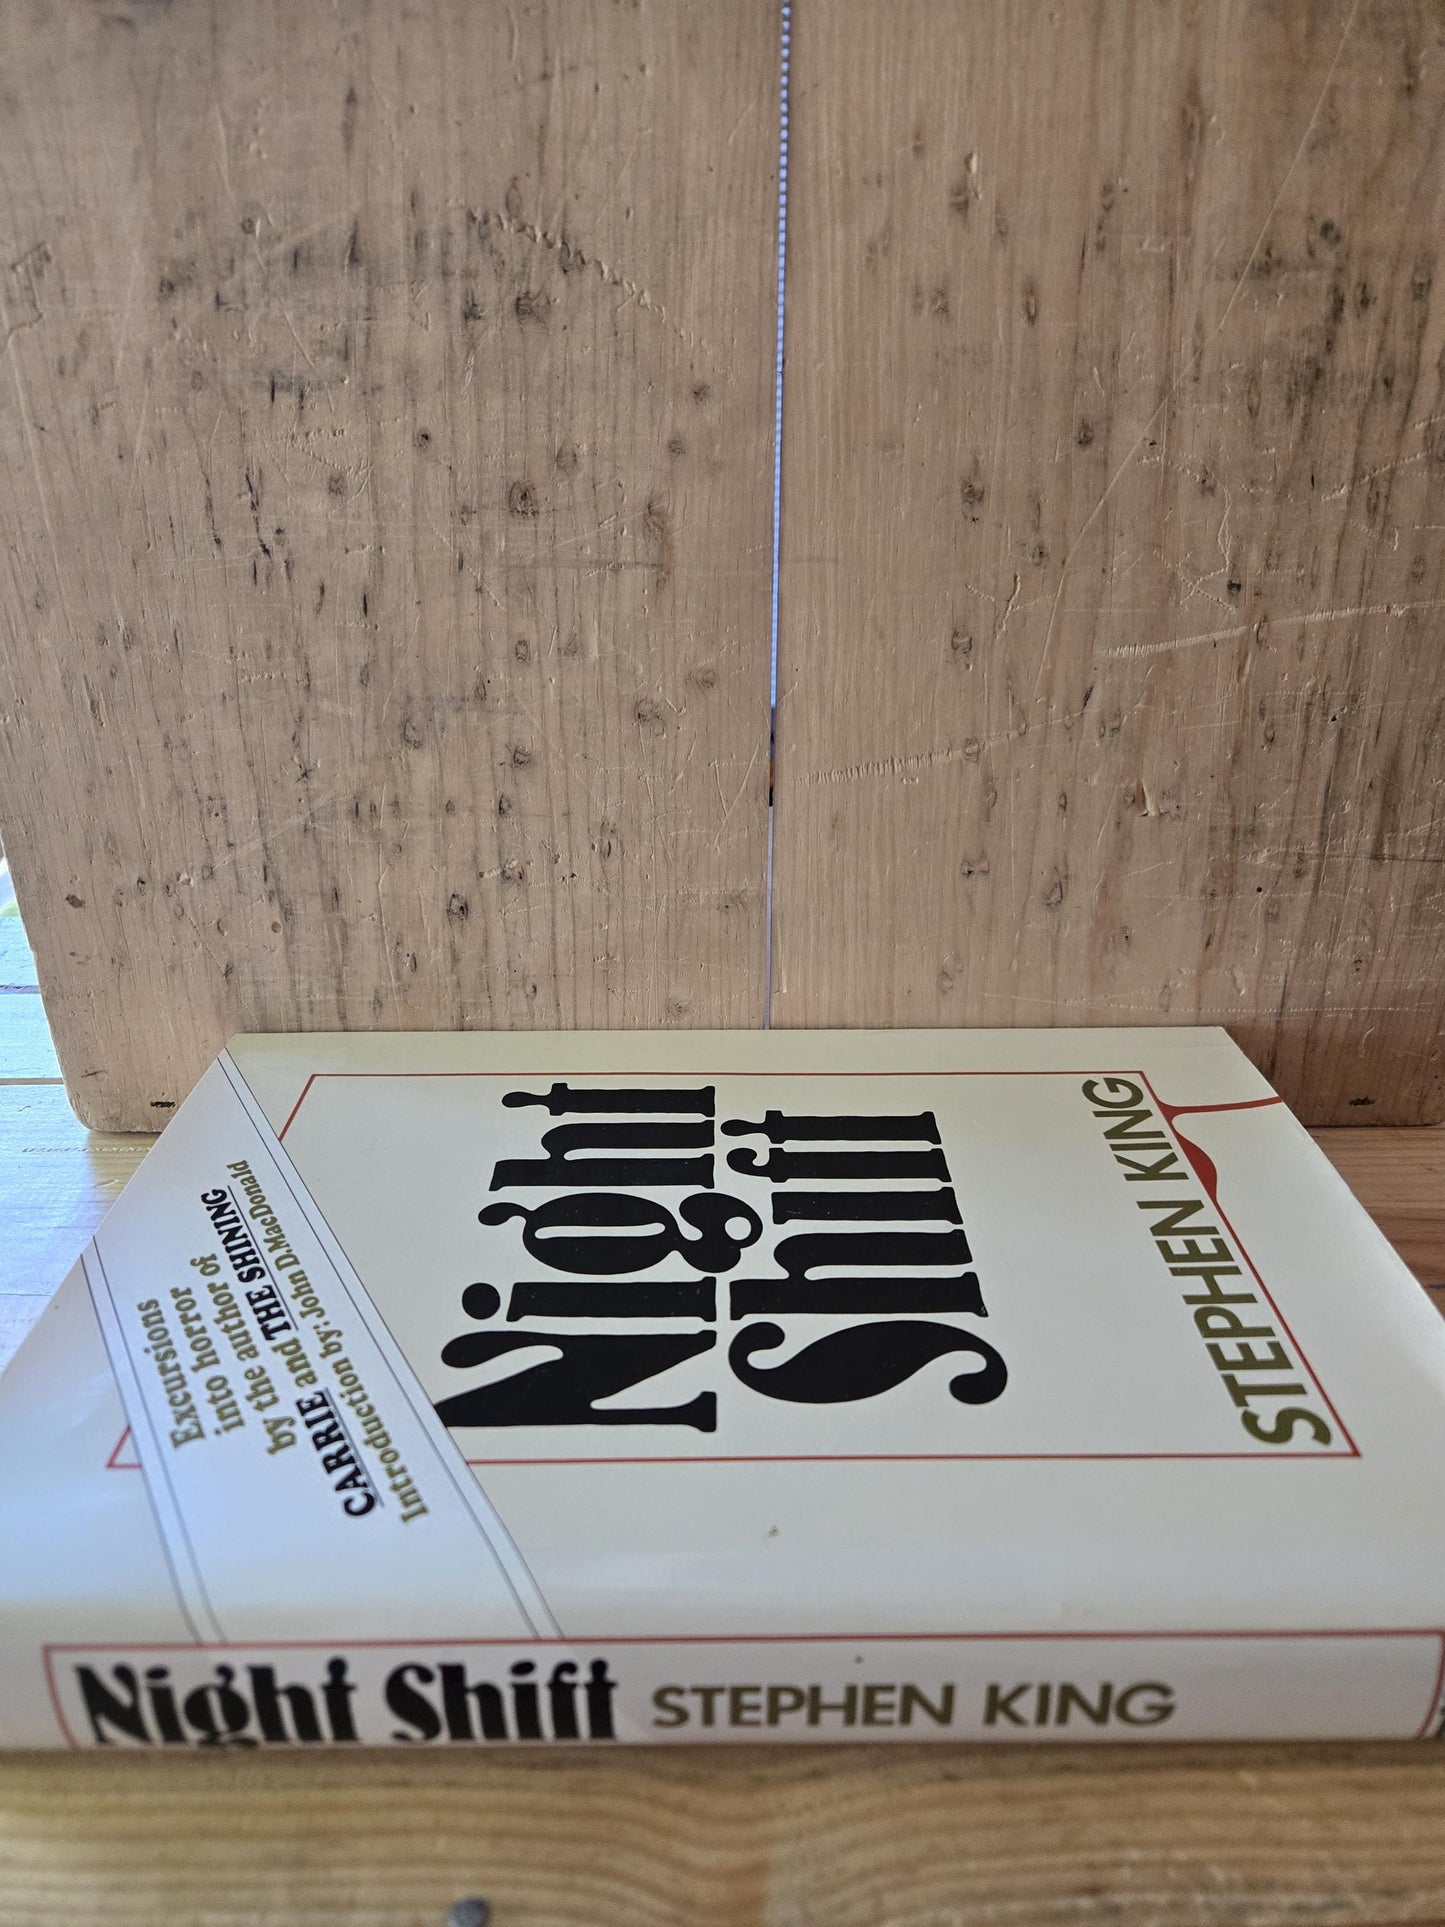 Excursions
into horror
by the author of
CARRIE and THE SHINING
Introduction by: John D. MacDonald
Night
Shift
STEPHEN KING
Night Shift STEPHEN KING